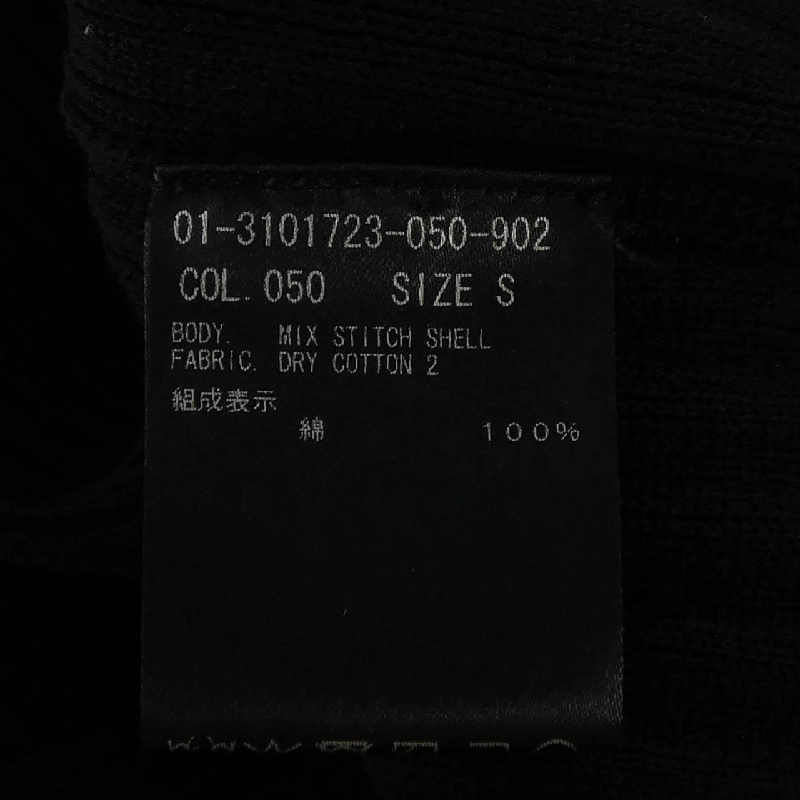 01-3101723-050-902
COL. 050 SIZE S
BODY. MIX STITCH SHELL
FABRIC. DRY COTTON 2
組成表示
綿 100%